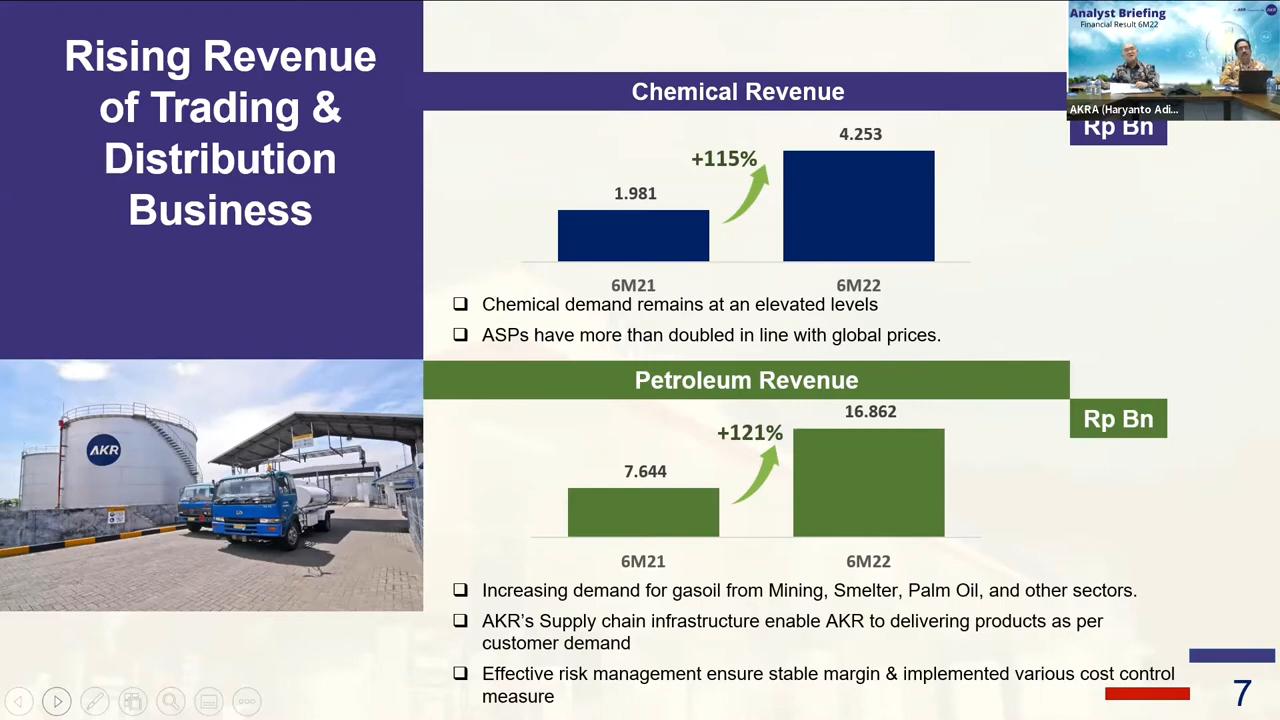 Rising Revenue
of Trading &
Distribution
Business
Analyst Briefing
Financial Result 6M22
AKR
AKRA (Haryanto Adi...
Chemical Revenue
Rp Bn
1.981
+115%
4.253
6M21
6M22
❑ Chemical demand remains at an elevated levels
❑ ASPs have more than doubled in line with global prices.
Petroleum Revenue
Rp Bn
7.644
+121%
16.862
6M21
6M22
AKR
❑ Increasing demand for gasoil from Mining, Smelter, Palm Oil, and other sectors.
❑ AKR’s Supply chain infrastructure enable AKR to delivering products as per
customer demand
❑ Effective risk management ensure stable margin & implemented various cost control
measure
7